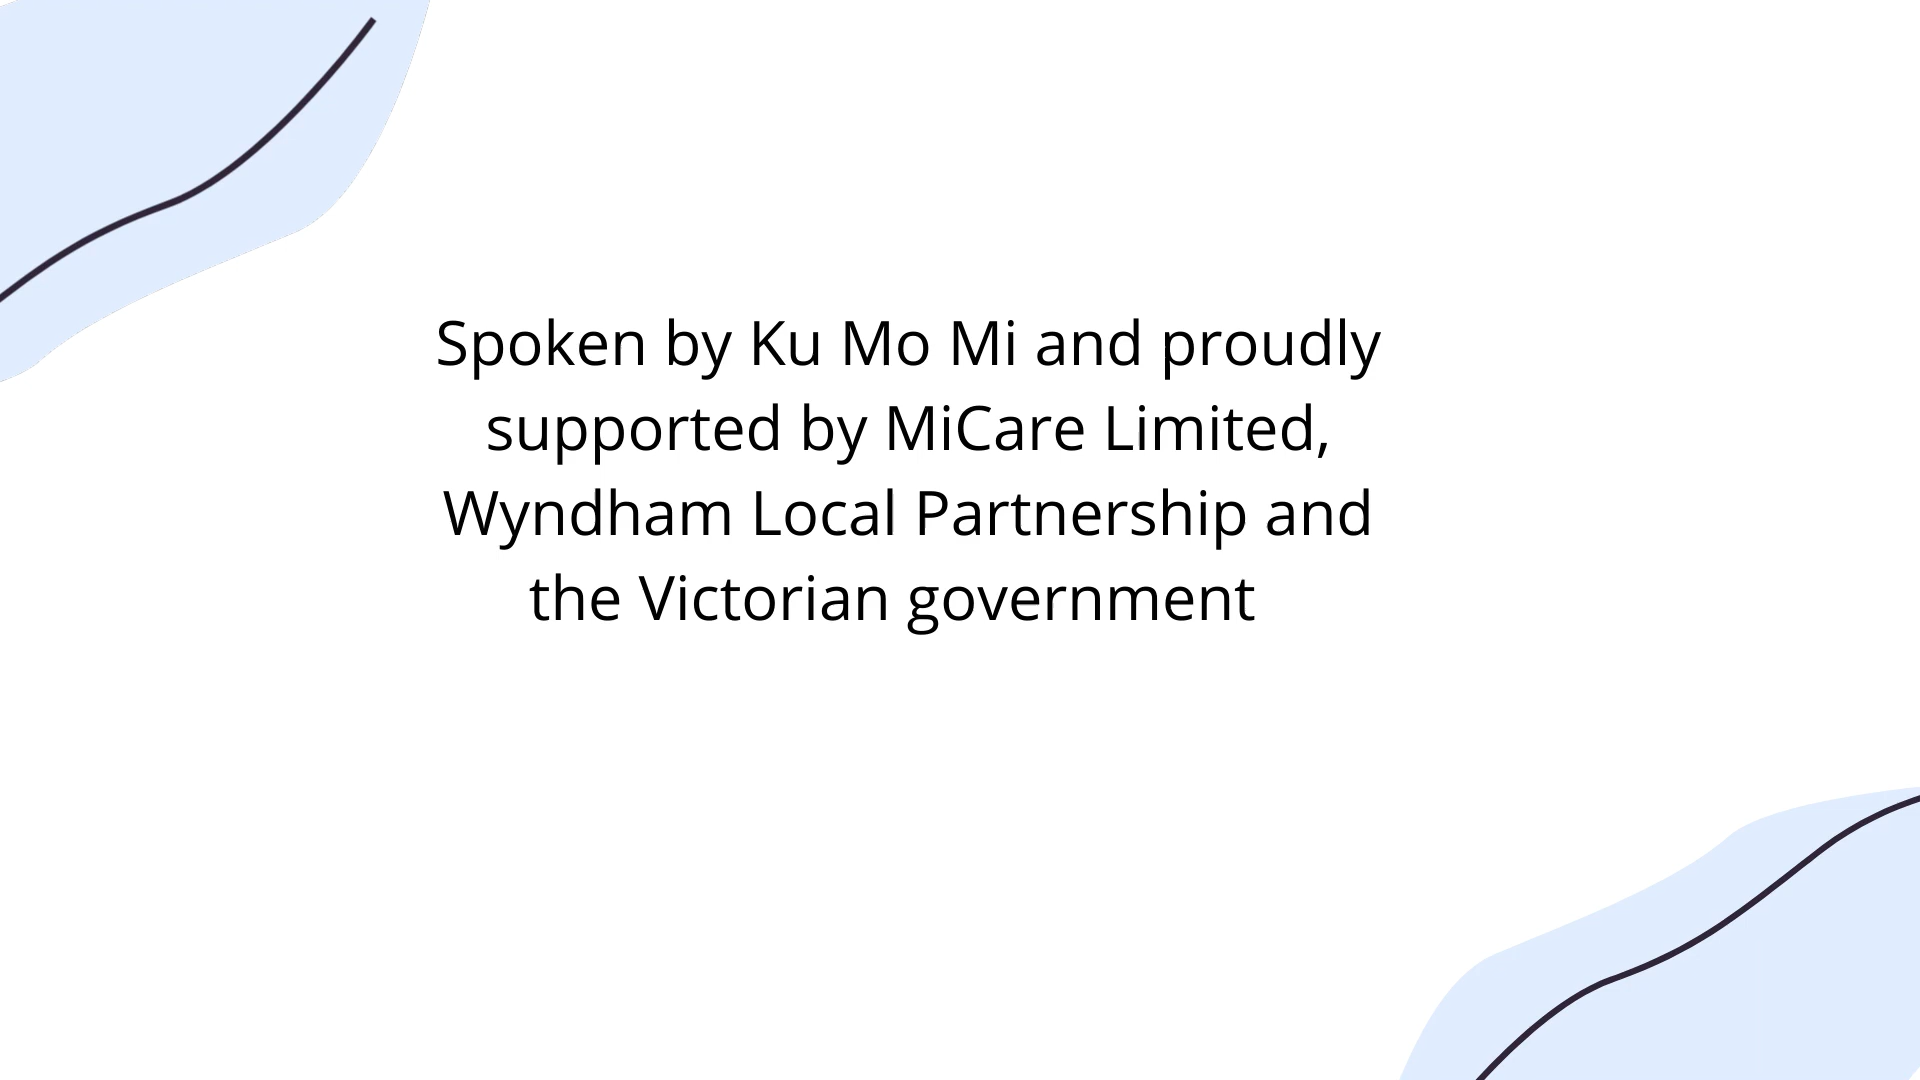 Spoken by Ku Mo Mi and proudly
supported by MiCare Limited,
Wyndham Local Partnership and
the Victorian government